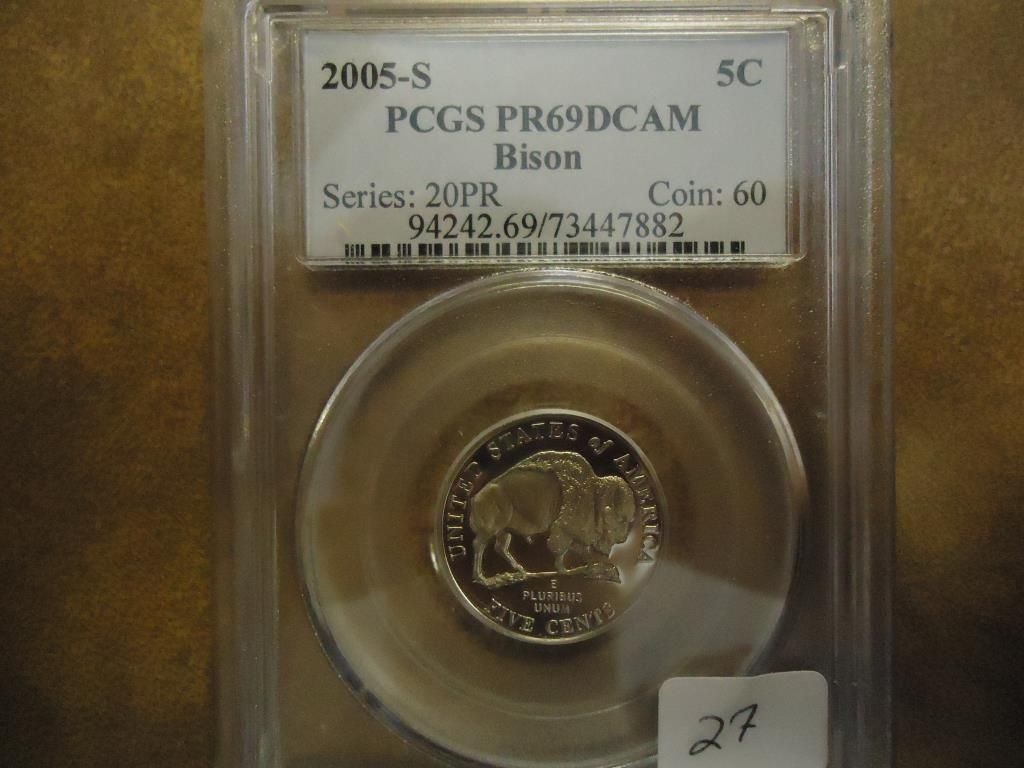 2005-S 5C
PCGS PR69DCAM
Bison
Series: 20PR Coin: 60
94242.69/73447882
UNITED STATES of AMERICA
E
PLURIBUS
UNUM
FIVE CENTS
27